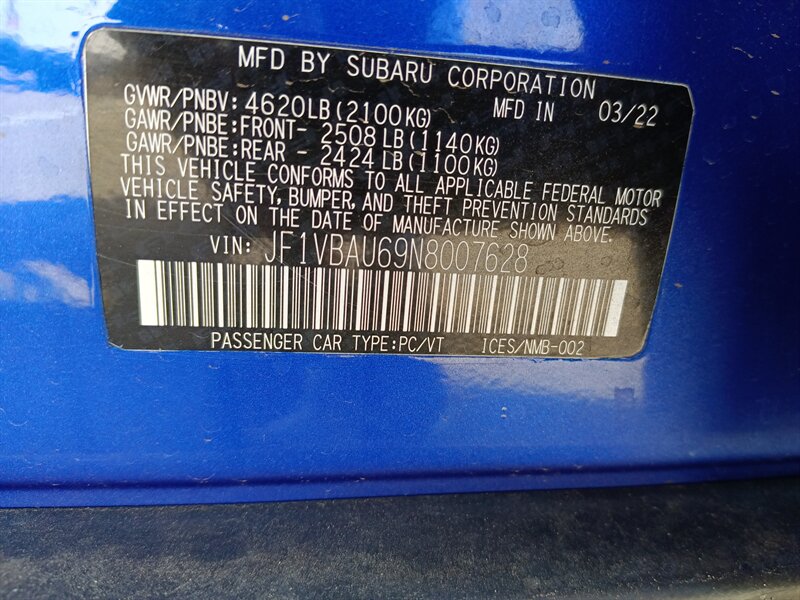 MFD BY SUBARU CORPORATION
GVWR/PNBV: 4620LB (2100KG) MFD IN 03/22
GAWR/PNBE:FRONT- 2508 LB (1140KG)
GAWR/PNBE:REAR - 2424 LB (1100KG)
THIS VEHICLE CONFORMS TO ALL APPLICABLE FEDERAL MOTOR
VEHICLE SAFETY, BUMPER, AND THEFT PREVENTION STANDARDS
IN EFFECT ON THE DATE OF MANUFACTURE SHOWN ABOVE.
VIN: JF1VBAU69N8007628
PASSENGER CAR TYPE:PC/VT ICES/NMB-002